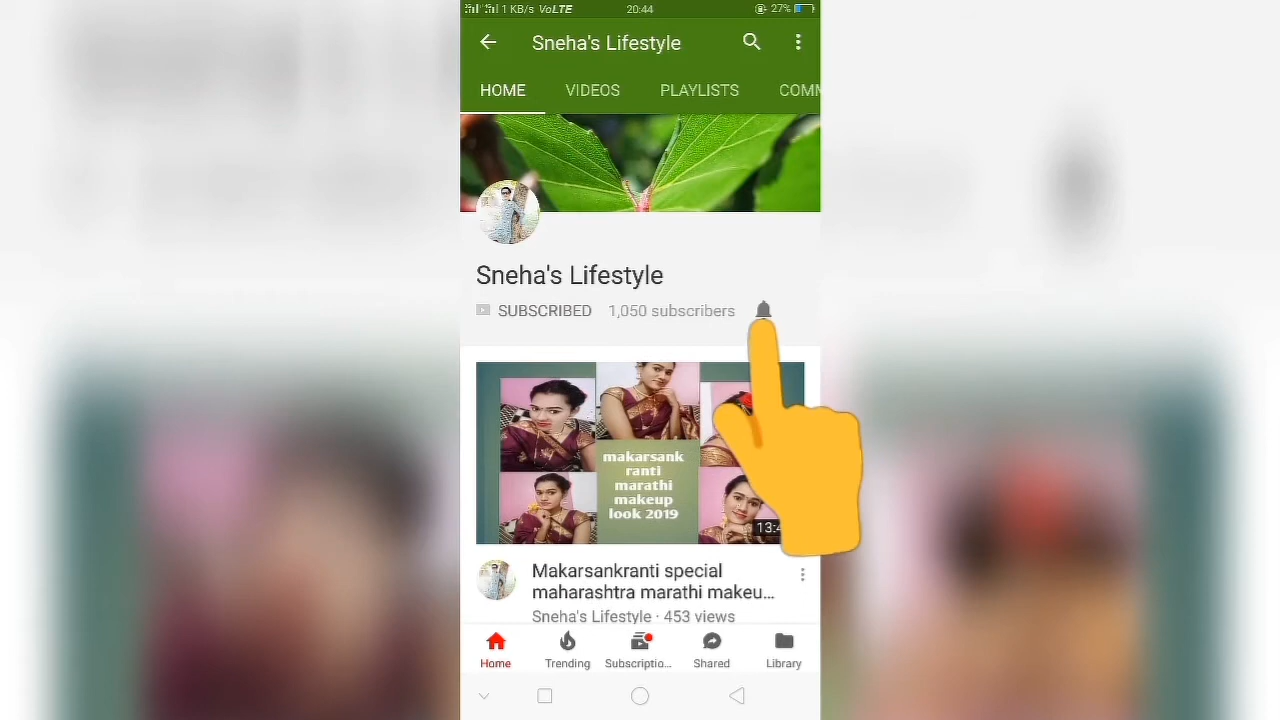 1 KB/s VoLTE 20:44 27%
Sneha's Lifestyle
HOME VIDEOS PLAYLISTS COMM
Sneha's Lifestyle
SUBSCRIBED 1,050 subscribers
makarsank
ranti
marathi
makeup
look 2019
13:4
Makarsankranti special
maharashtra marathi makeu...
Sneha's Lifestyle · 453 views
Home Trending Subscriptio... Shared Library